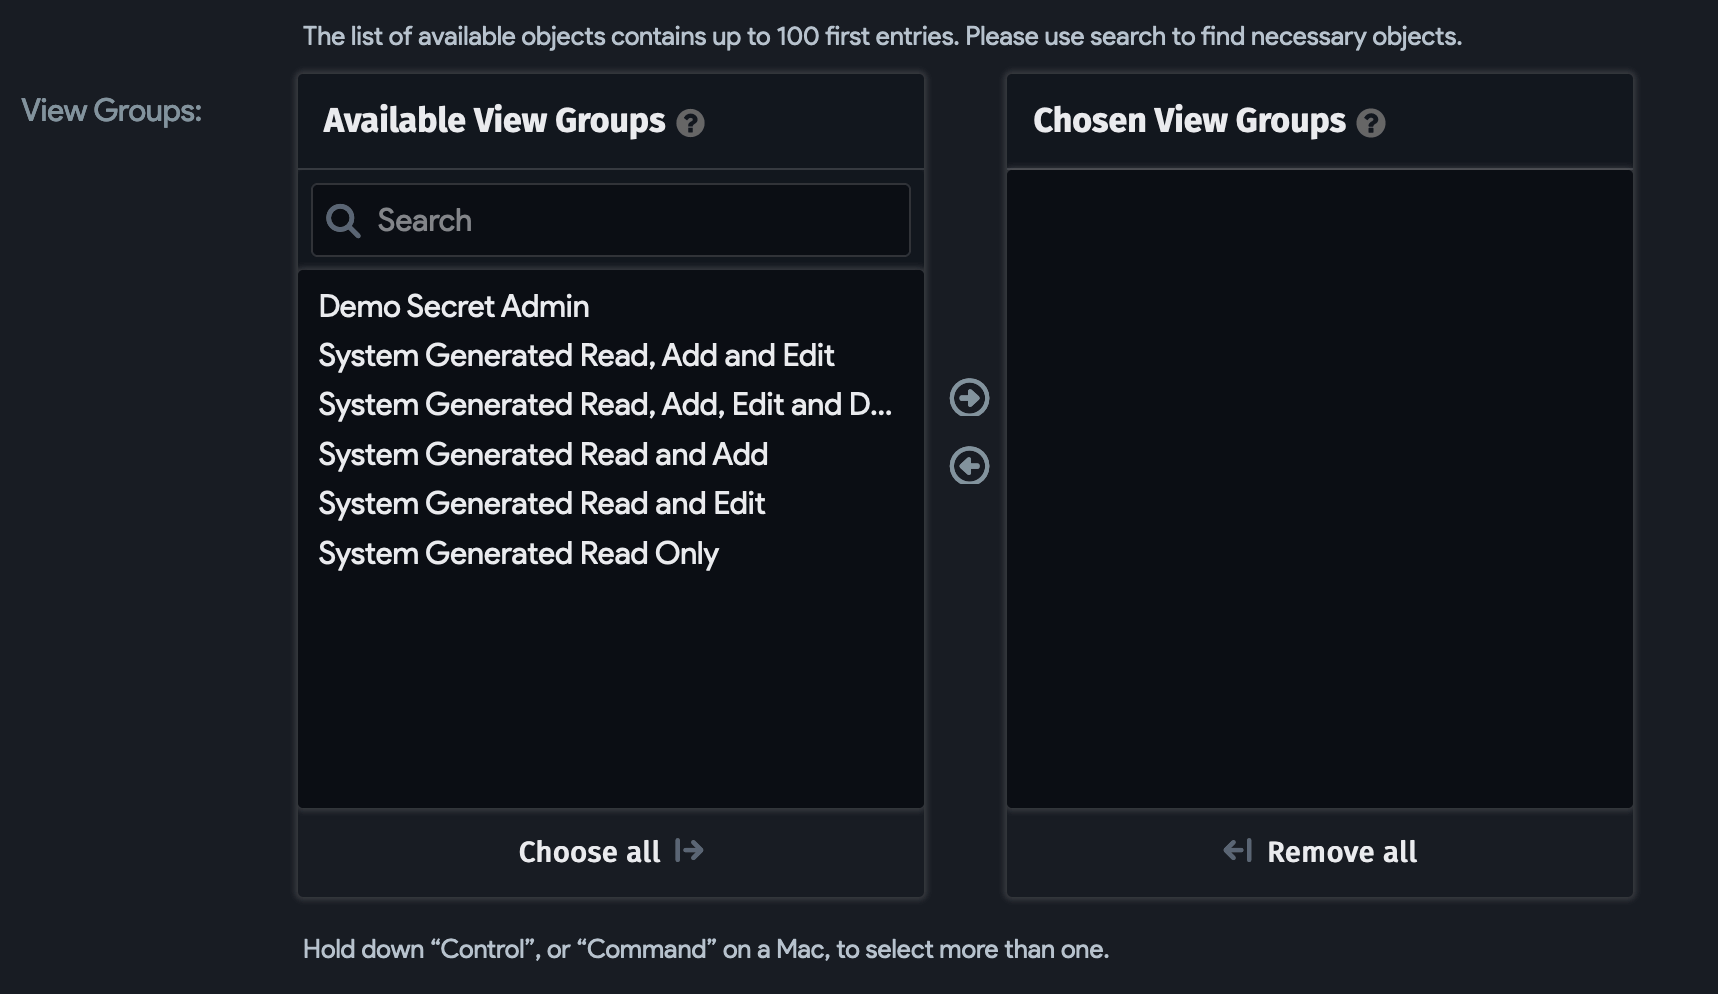 The list of available objects contains up to 100 first entries. Please use search to find necessary objects.
View Groups:
Available View Groups ?
Search
Demo Secret Admin
System Generated Read, Add and Edit
System Generated Read, Add, Edit and D...
System Generated Read and Add
System Generated Read and Edit
System Generated Read Only
Choose all
Chosen View Groups ?
Remove all
Hold down “Control”, or “Command” on a Mac, to select more than one.